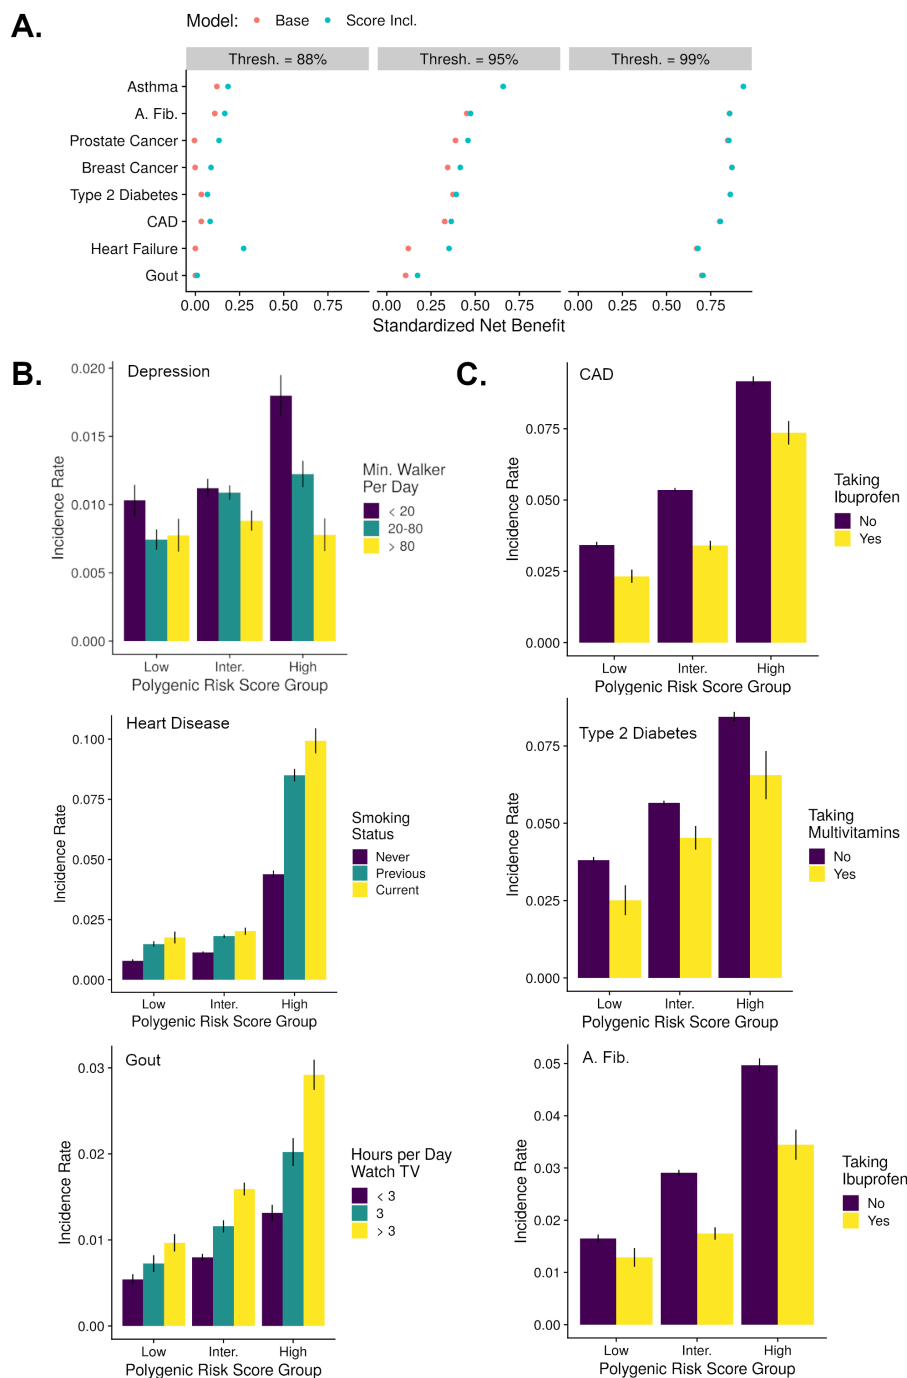 A.
Model: Base Score Incl.
Thresh. = 88% Thresh. = 95% Thresh. = 99%
Asthma
A. Fib.
Prostate Cancer
Breast Cancer
Type 2 Diabetes
CAD
Heart Failure
Gout
0.00 0.25 0.50 0.75 0.00 0.25 0.50 0.75 0.00 0.25 0.50 0.75
Standardized Net Benefit
B.
Depression
Incidence Rate
0.020
0.015
0.010
0.005
0.000
Low Inter. High
Polygenic Risk Score Group
Min. Walker
Per Day
< 20
20-80
> 80
Heart Disease
Incidence Rate
0.100
0.075
0.050
0.025
0.000
Low Inter. High
Polygenic Risk Score Group
Smoking
Status
Never
Previous
Current
Gout
Incidence Rate
0.03
0.02
0.01
0.00
Low Inter. High
Polygenic Risk Score Group
Hours per Day
Watch TV
< 3
3
> 3
C.
CAD
Incidence Rate
0.075
0.050
0.025
0.000
Low Inter. High
Polygenic Risk Score Group
Taking
Ibuprofen
No
Yes
Type 2 Diabetes
Incidence Rate
0.075
0.050
0.025
0.000
Low Inter. High
Polygenic Risk Score Group
Taking
Multivitamins
No
Yes
A. Fib.
Incidence Rate
0.05
0.04
0.03
0.02
0.01
0.00
Low Inter. High
Polygenic Risk Score Group
Taking
Ibuprofen
No
Yes